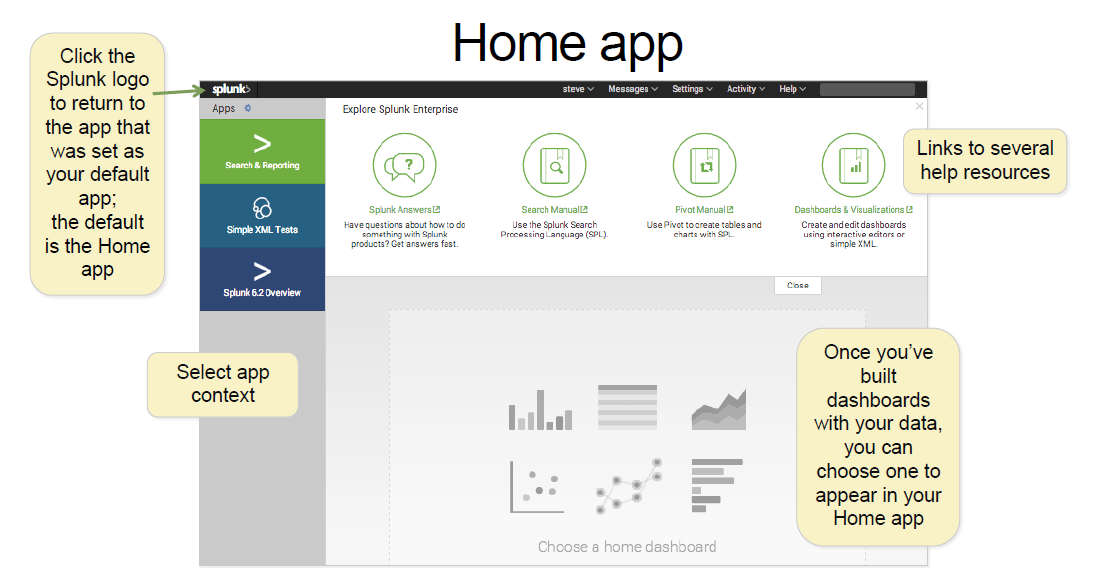 Home app
Click the
Splunk logo
to return to
the app that
was set as
your default
app;
the default
is the Home
app
splunk>
steve
Messages
Settings
Activity
Help
Apps
Explore Splunk Enterprise
Search & Reporting
Simple XML Tests
Splunk 6.2 Overview
Splunk Answers
Have questions about how to do
something with Splunk
products? Get answers fast.
Search Manual
Use the Splunk Search
Processing Language (SPL).
Pivot Manual
Use Pivot to create tables and
charts with SPL.
Dashboards & Visualizations
Create and edit dashboards
using interactive editors or
simple XML.
Links to several
help resources
Close
Select app
context
Once you've
built
dashboards
with your data,
you can
choose one to
appear in your
Home app
Choose a home dashboard